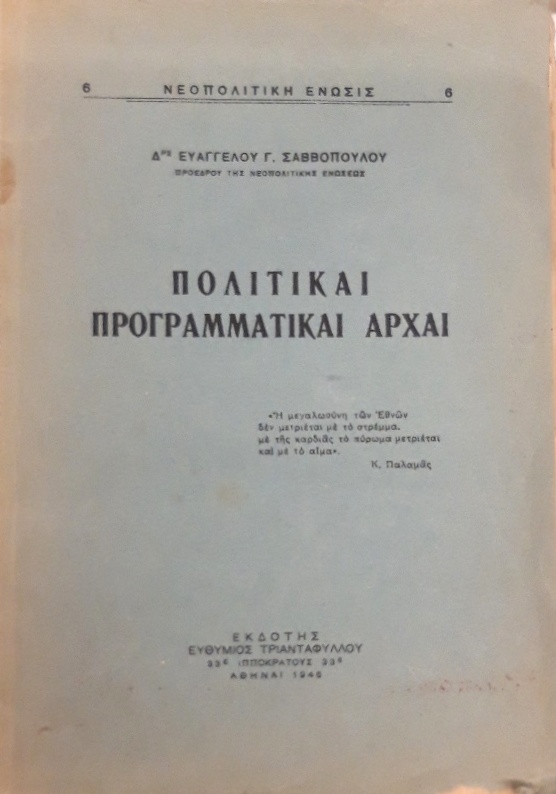 6 ΝΕΟΠΟΛΙΤΙΚΗ ΕΝΩΣΙΣ 6
Δρος ΕΥΑΓΓΕΛΟΥ Γ. ΣΑΒΒΟΠΟΥΛΟΥ
ΠΡΟΕΔΡΟΥ ΤΗΣ ΝΕΟΠΟΛΙΤΙΚΗΣ ΕΝΩΣΕΩΣ
ΠΟΛΙΤΙΚΑΙ
ΠΡΟΓΡΑΜΜΑΤΙΚΑΙ ΑΡΧΑΙ
«Ἡ μεγαλωσύνη τῶν Ἐθνῶν
δὲν μετριέται μὲ τὸ στρέμμα.
μὲ τῆς καρδιᾶς τὸ πύρωμα μετριέται
καὶ μὲ τὸ αἷμα».
Κ. Παλαμᾶς
ΕΚΔΟΤΗΣ
ΕΥΘΥΜΙΟΣ ΤΡΙΑΝΤΑΦΥΛΛΟΥ
ΙΠΠΟΚΡΑΤΟΥΣ
ΑΘΗΝΑΙ 1946